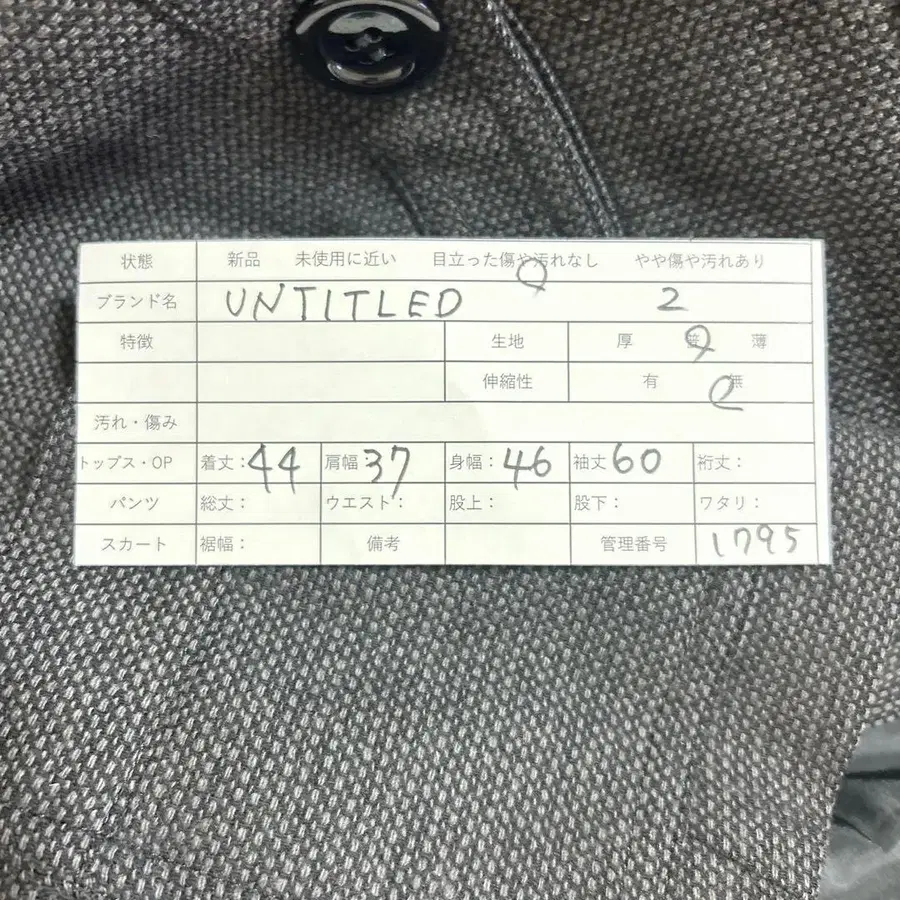 状態 新品 未使用に近い 目立った傷や汚れなし やや傷や汚れあり
ブランド名 UNTITLED 2
特徴 生地 厚 普 薄
伸縮性 有 無
汚れ・傷み
トップス・OP 着丈:44 肩幅:37 身幅:46 袖丈60 裄丈:
パンツ 総丈: ウエスト: 股上: 股下: ワタリ:
スカート 裾幅: 備考 管理番号 1795